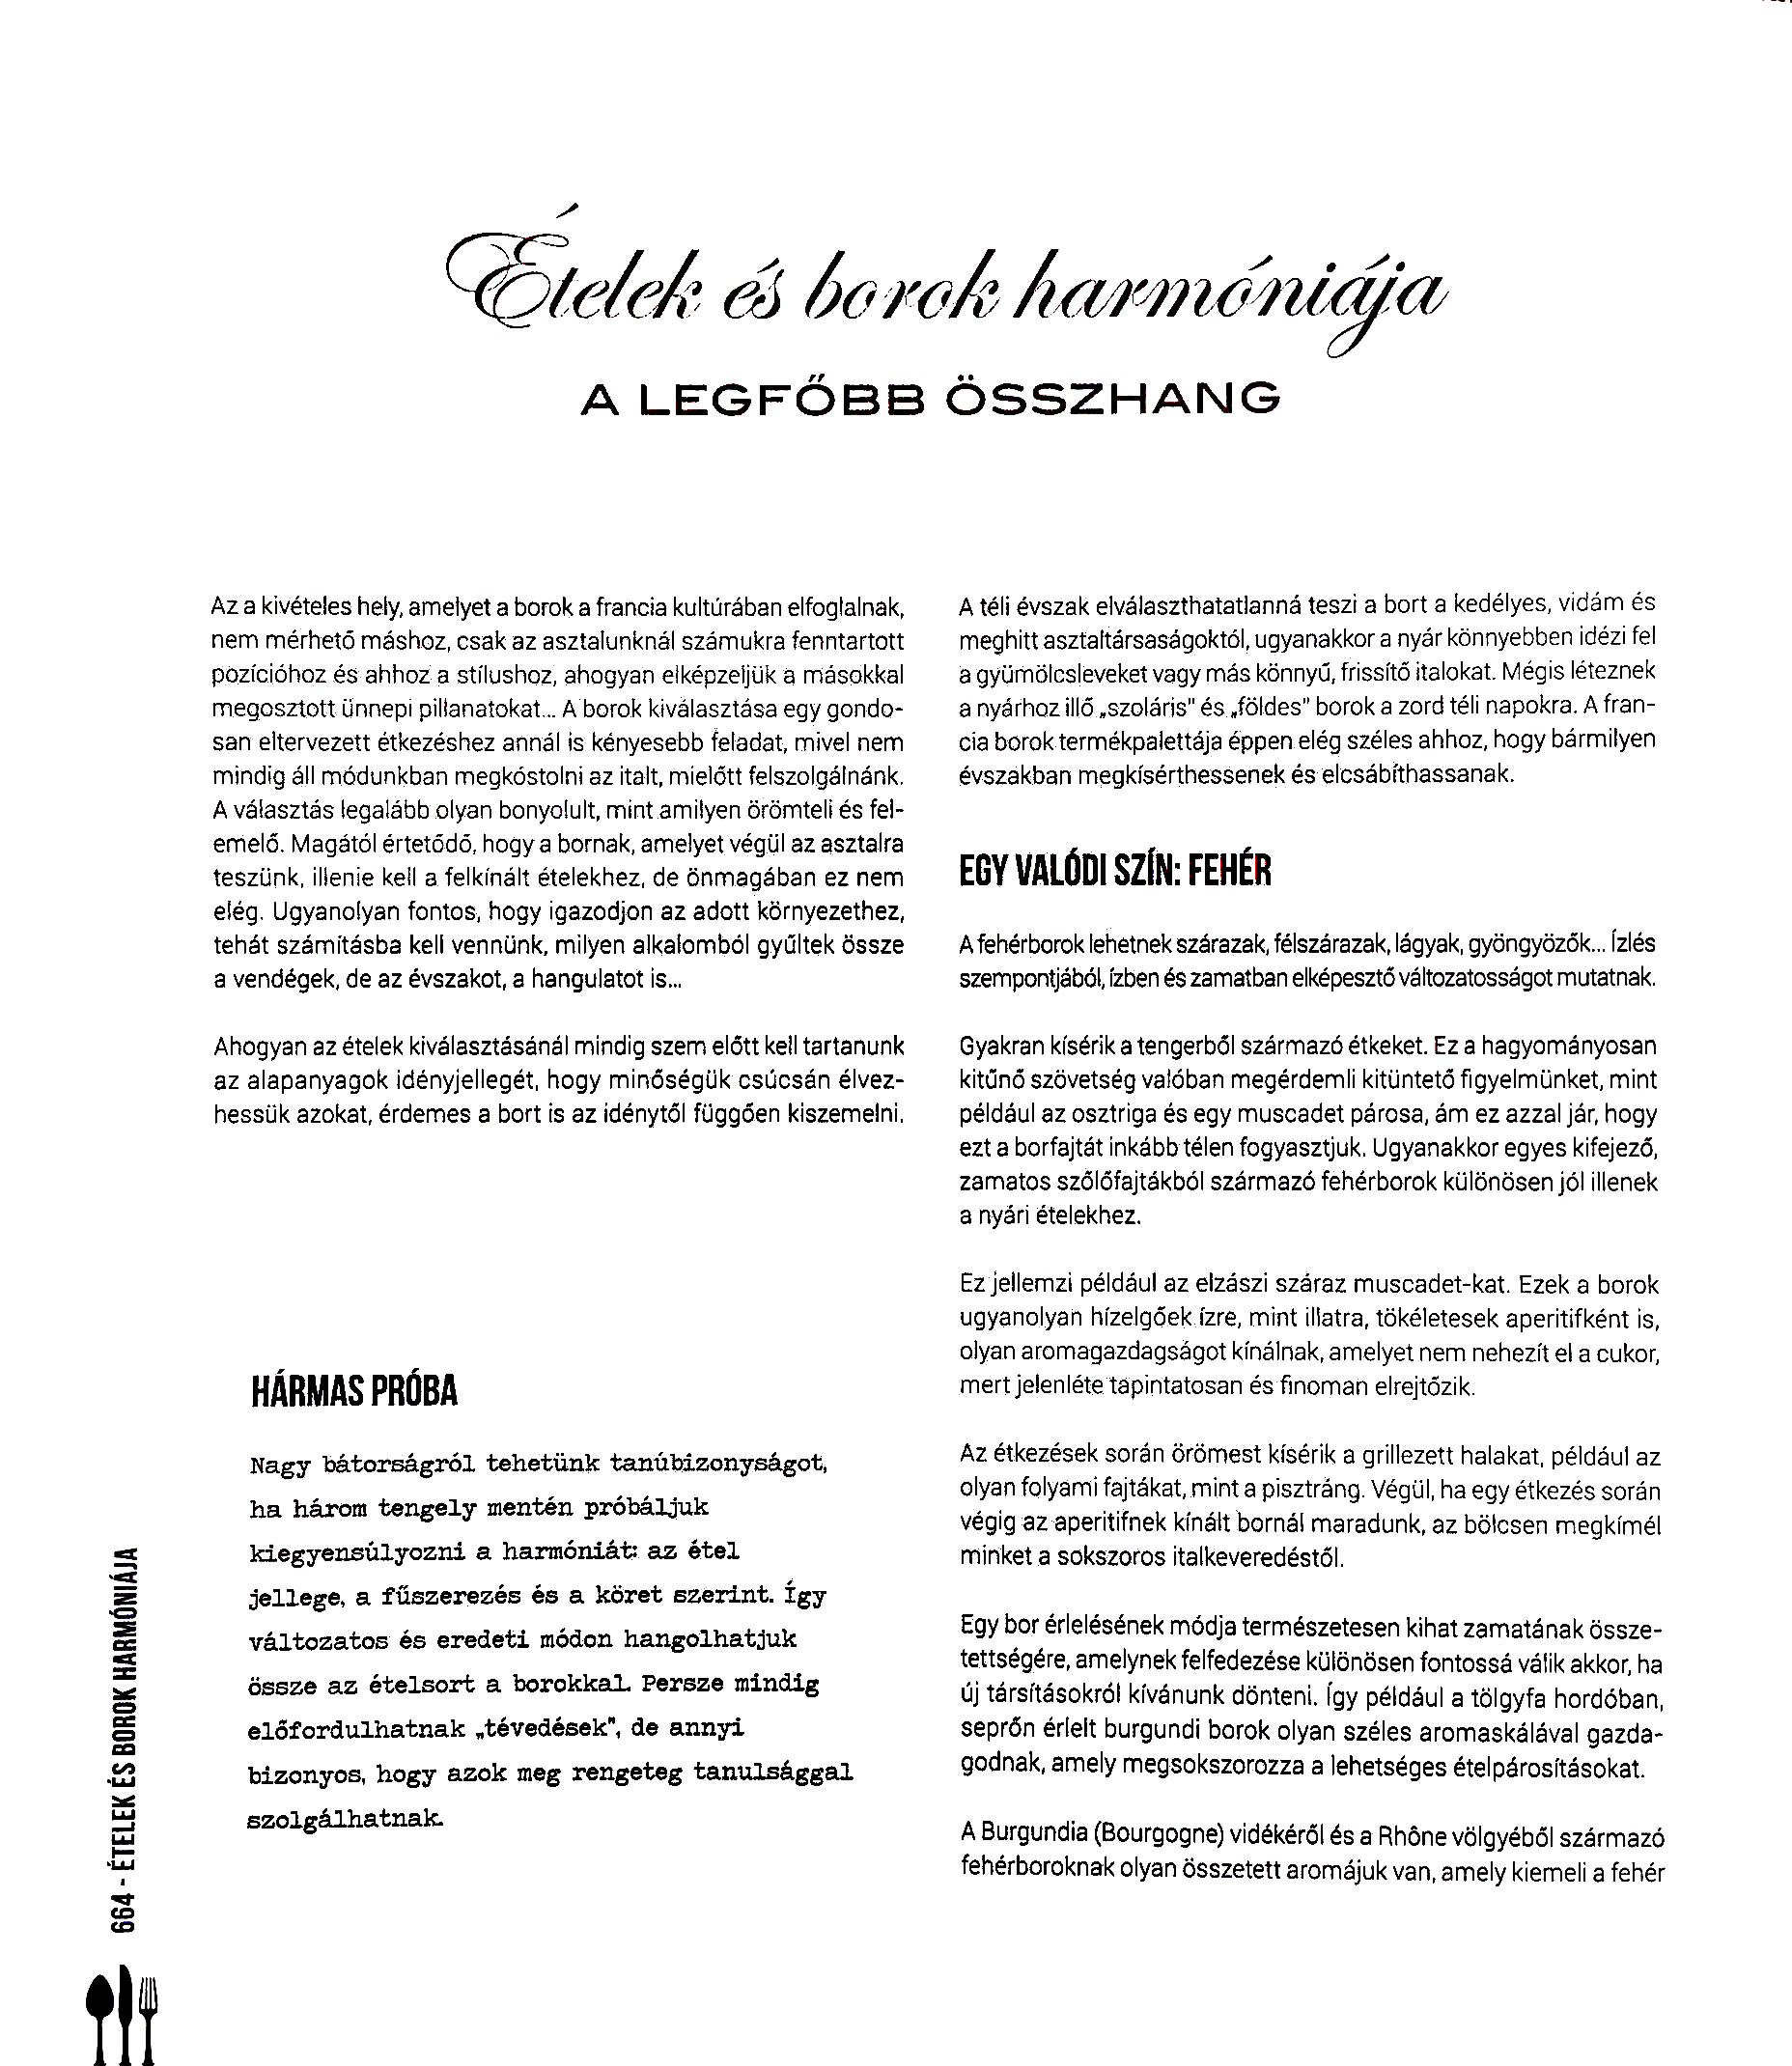 Ételek és borok harmóniája
A LEGFŐBB ÖSSZHANG
Az a kivételes hely, amelyet a borok a francia kultúrában elfoglalnak,
nem mérhető máshoz, csak az asztalunknál számukra fenntartott
pozícióhoz és ahhoz a stílushoz, ahogyan elképzeljük a másokkal
megosztott ünnepi pillanatokat... A borok kiválasztása egy gondo-
san eltervezett étkezéshez annál is kényesebb feladat, mivel nem
mindig áll módunkban megkóstolni az italt, mielőtt felszolgálnánk.
A választás legalább olyan bonyolult, mint amilyen örömteli és fel-
emelő. Magától értetődő, hogy a bornak, amelyet végül az asztalra
teszünk, illenie kell a felkínált ételekhez, de önmagában ez nem
elég. Ugyanolyan fontos, hogy igazodjon az adott környezethez,
tehát számításba kell vennünk, milyen alkalomból gyűltek össze
a vendégek, de az évszakot, a hangulatot is...
Ahogyan az ételek kiválasztásánál mindig szem előtt kell tartanunk
az alapanyagok idényjellegét, hogy minőségük csúcsán élvez-
hessük azokat, érdemes a bort is az idénytől függően kiszemelni.
HÁRMAS PRÓBA
Nagy bátorságról tehetünk tanúbizonyságot,
ha három tengely mentén próbáljuk
kiegyensúlyozni a harmóniát: az étel
jellege, a fűszerezés és a köret szerint. Így
változatos és eredeti módon hangolhatjuk
össze az ételsort a borokkal. Persze mindig
előfordulhatnak „tévedések", de annyi
bizonyos, hogy azok meg rengeteg tanulsággal
szolgálhatnak.
A téli évszak elválaszthatatlanná teszi a bort a kedélyes, vidám és
meghitt asztaltársaságoktól, ugyanakkor a nyár könnyebben idézi fel
a gyümölcsleveket vagy más könnyű, frissítő italokat. Mégis léteznek
a nyárhoz illő „szoláris" és „földes" borok a zord téli napokra. A fran-
cia borok termékpalettája éppen elég széles ahhoz, hogy bármilyen
évszakban megkísérthessenek és elcsábíthassanak.
EGY VALÓDI SZÍN: FEHÉR
A fehérborok lehetnek szárazak, félszárazak, lágyak, gyöngyözők... Ízlés
szempontjából, ízben és zamatban elképesztő változatosságot mutatnak.
Gyakran kísérik a tengerből származó étkeket. Ez a hagyományosan
kitűnő szövetség valóban megérdemli kitüntető figyelmünket, mint
például az osztriga és egy muscadet párosa, ám ez azzal jár, hogy
ezt a borfajtát inkább télen fogyasztjuk. Ugyanakkor egyes kifejező,
zamatos szőlőfajtákból származó fehérborok különösen jól illenek
a nyári ételekhez.
Ez jellemzi például az elzászi száraz muscadet-kat. Ezek a borok
ugyanolyan hízelgőek ízre, mint illatra, tökéletesek aperitifként is,
olyan aromagazdagságot kínálnak, amelyet nem nehezít el a cukor,
mert jelenléte tapintatosan és finoman elrejtőzik.
Az étkezések során örömest kísérik a grillezett halakat, például az
olyan folyami fajtákat, mint a pisztráng. Végül, ha egy étkezés során
végig az aperitifnek kínált bornál maradunk, az bölcsen megkímél
minket a sokszoros italkeveredéstől.
Egy bor érlelésének módja természetesen kihat zamatának össze-
tettségére, amelynek felfedezése különösen fontossá válik akkor, ha
új társításokról kívánunk dönteni. Így például a tölgyfa hordóban,
seprőn érlelt burgundi borok olyan széles aromaskálával gazda-
godnak, amely megsokszorozza a lehetséges ételpárosításokat.
A Burgundia (Bourgogne) vidékéről és a Rhône völgyéből származó
fehérboroknak olyan összetett aromájuk van, amely kiemeli a fehér
664 - ÉTELEK ÉS BOROK HARMÓNIÁJA